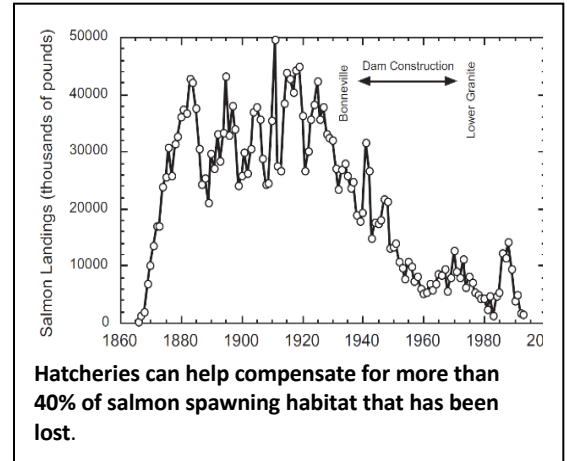 50000
40000
30000
20000
10000
0
Salmon Landings (thousands of pounds)
Bonneville
Dam Construction
Lower Granite
1860 1880 1900 1920 1940 1960 1980 20
Hatcheries can help compensate for more than
40% of salmon spawning habitat that has been
lost.